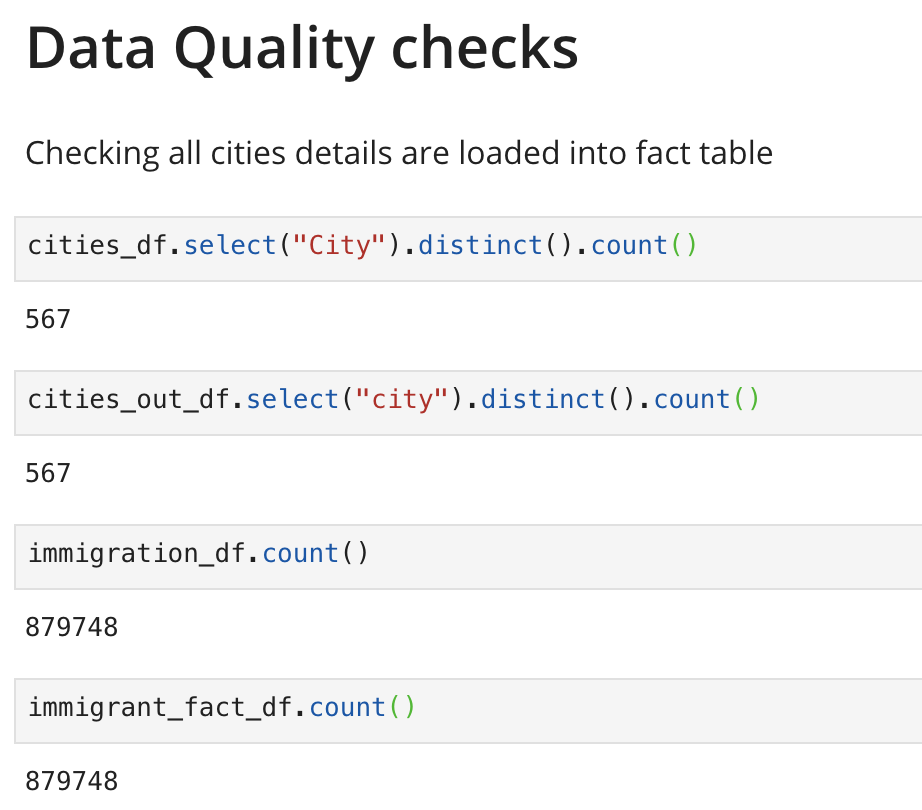 Data Quality checks
Checking all cities details are loaded into fact table
cities_df.select("City").distinct().count()
567
cities_out_df.select("city").distinct().count()
567
immigration_df.count()
879748
immigrant_fact_df.count()
879748